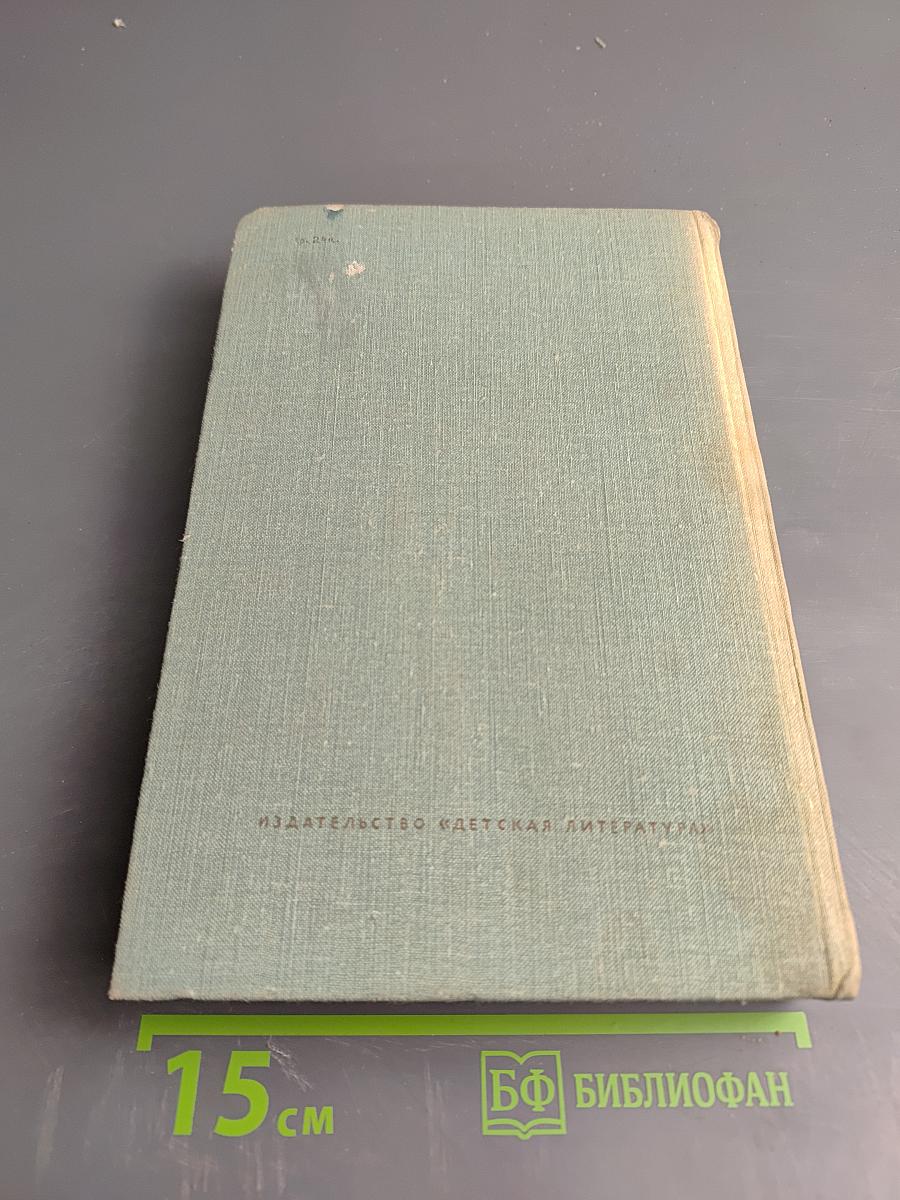 ИЗДАТЕЛЬСТВО «ДЕТСКАЯ ЛИТЕРАТУРА»
15 см
БФ БИБЛИОФАН